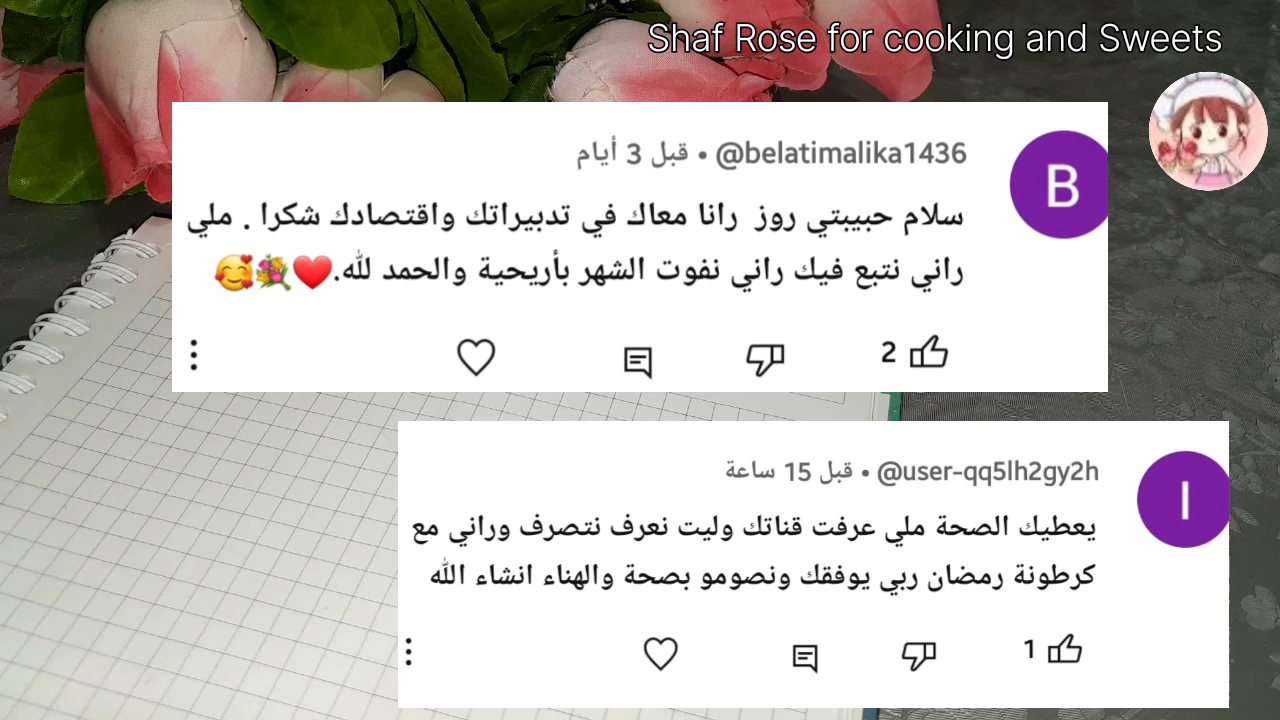 Shaf Rose for cooking and Sweets
@belatimalika1436 • قبل 3 أيام
B
سلام حبيبتي روز رانا معاك في تدبيراتك واقتصادك شكرا . ملي
راني نتبع فيك راني نفوت الشهر بأريحية والحمد لله.❤️💐🥰
2
@user-qq5lh2gy2h • قبل 15 ساعة
I
يعطيك الصحة ملي عرفت قناتك وليت نعرف نتصرف وراني مع
كرطونة رمضان ربي يوفقك ونصومو بصحة والهناء انشاء الله
1